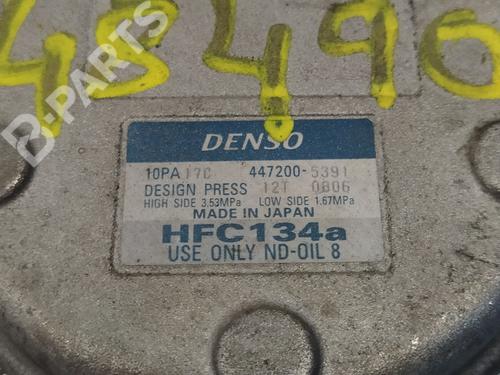 48490
B-PARTS
DENSO
10PA17C 447200-5391
DESIGN PRESS 12T 0806
HIGH SIDE 3.53MPa LOW SIDE 1.67MPa
MADE IN JAPAN
HFC134a
USE ONLY ND-OIL 8